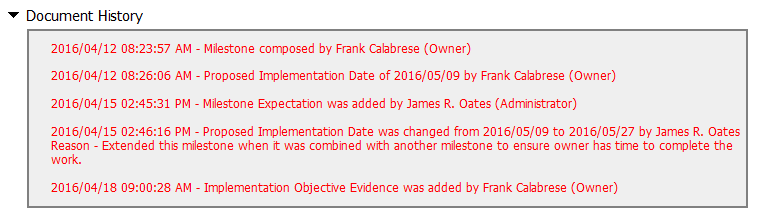 Document History
2016/04/12 08:23:57 AM - Milestone composed by Frank Calabrese (Owner)
2016/04/12 08:26:06 AM - Proposed Implementation Date of 2016/05/09 by Frank Calabrese (Owner)
2016/04/15 02:45:31 PM - Milestone Expectation was added by James R. Oates (Administrator)
2016/04/15 02:46:16 PM - Proposed Implementation Date was changed from 2016/05/09 to 2016/05/27 by James R. Oates
Reason - Extended this milestone when it was combined with another milestone to ensure owner has time to complete the
work.
2016/04/18 09:00:28 AM - Implementation Objective Evidence was added by Frank Calabrese (Owner)